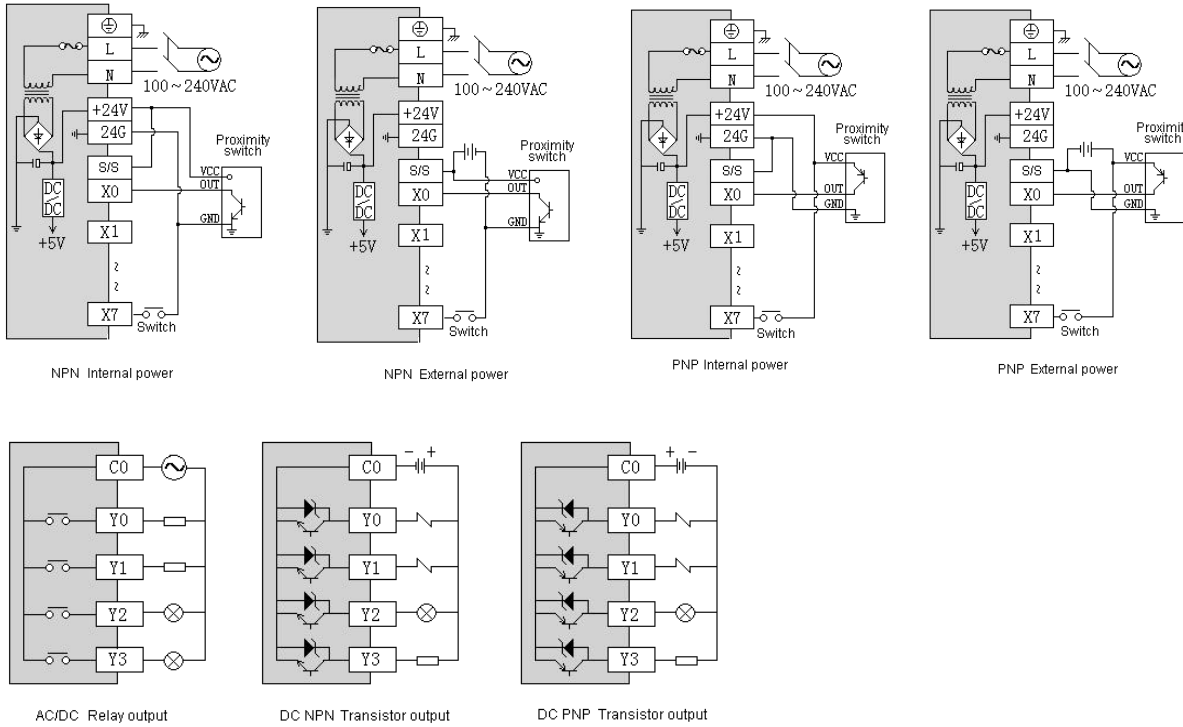 L
N
100～240VAC
+24V
24G
Proximity
switch
S/S
VCC
X0
OUT
DC
DC
GND
X1
+5V
X7
Switch
NPN Internal power
L
N
100～240VAC
+24V
24G
Proximity
switch
S/S
VCC
X0
OUT
DC
DC
GND
X1
+5V
X7
Switch
NPN External power
L
N
100～240VAC
+24V
24G
Proximity
switch
VCC
S/S
X0
OUT
DC
DC
GND
X1
+5V
X7
Switch
PNP Internal power
L
N
100～240VAC
+24V
24G
Proximity
switch
VCC
S/S
X0
OUT
DC
DC
GND
X1
+5V
X7
Switch
PNP External power
C0
Y0
Y1
Y2
Y3
AC/DC Relay output
C0
− +
Y0
Y1
Y2
Y3
DC NPN Transistor output
C0
+ −
Y0
Y1
Y2
Y3
DC PNP Transistor output